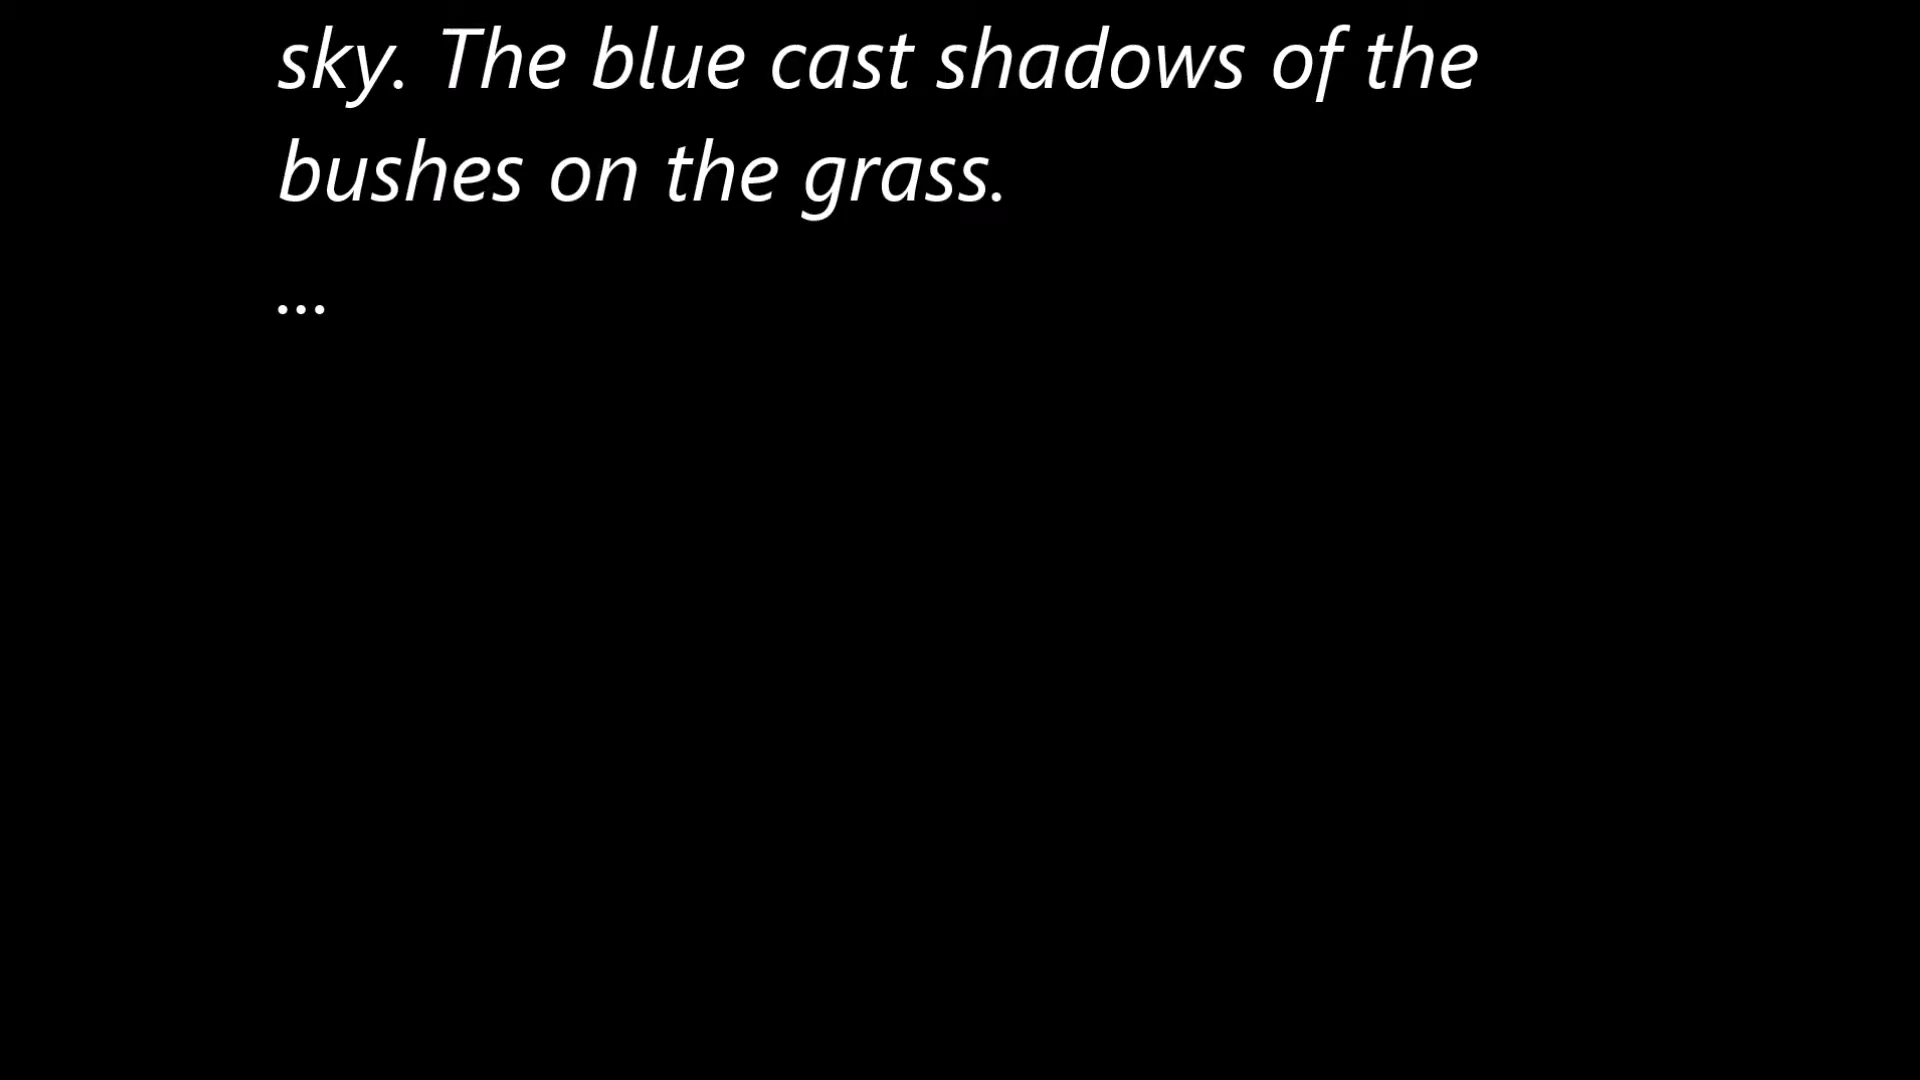 sky. The blue cast shadows of the
bushes on the grass.
...